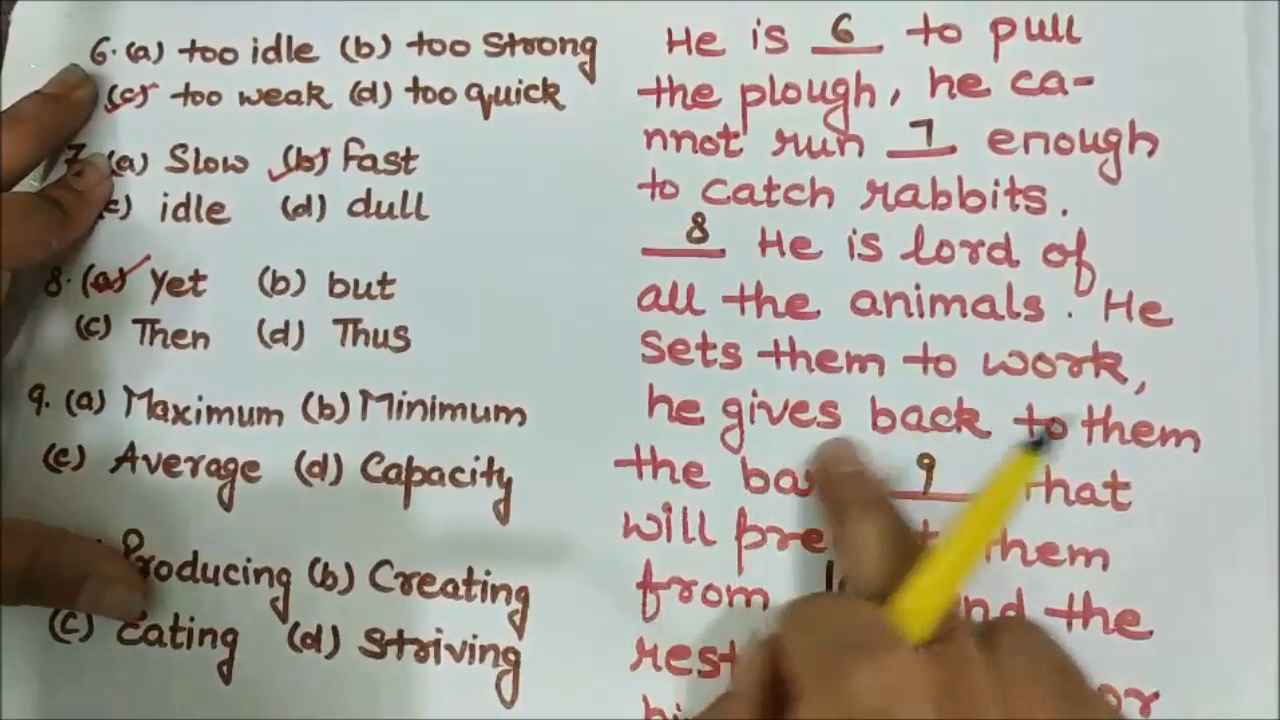 6. (a) too idle (b) too strong
(c) too weak (d) too quick
7. (a) Slow (b) fast
(c) idle (d) dull
8. (a) Yet (b) but
(c) Then (d) Thus
9. (a) Maximum (b) Minimum
(c) Average (d) Capacity
Producing (b) Creating
(c) Eating (d) Striving
He is 6 to pull
the plough, he ca-
nnot run 7 enough
to catch rabbits.
8 He is lord of
all the animals. He
sets them to work,
he gives back to them
the 9 that
will them
from the